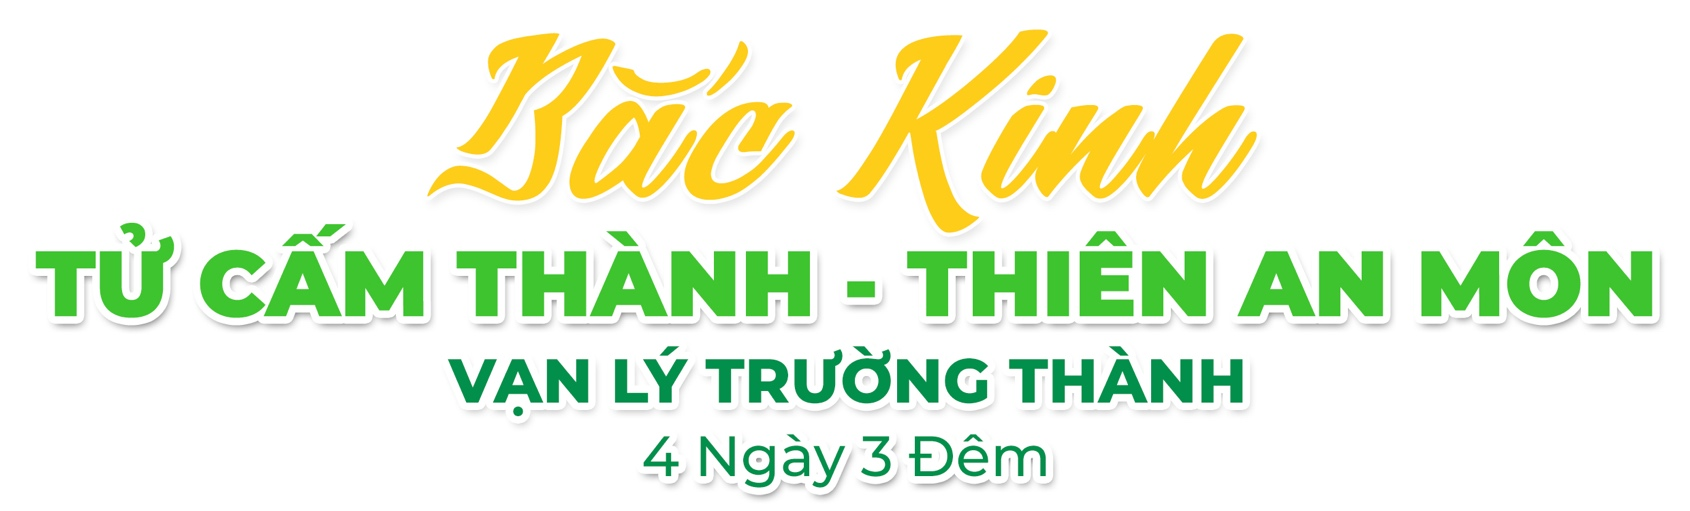 Bắc Kinh
TỬ CẤM THÀNH - THIÊN AN MÔN
VẠN LÝ TRƯỜNG THÀNH
4 Ngày 3 Đêm